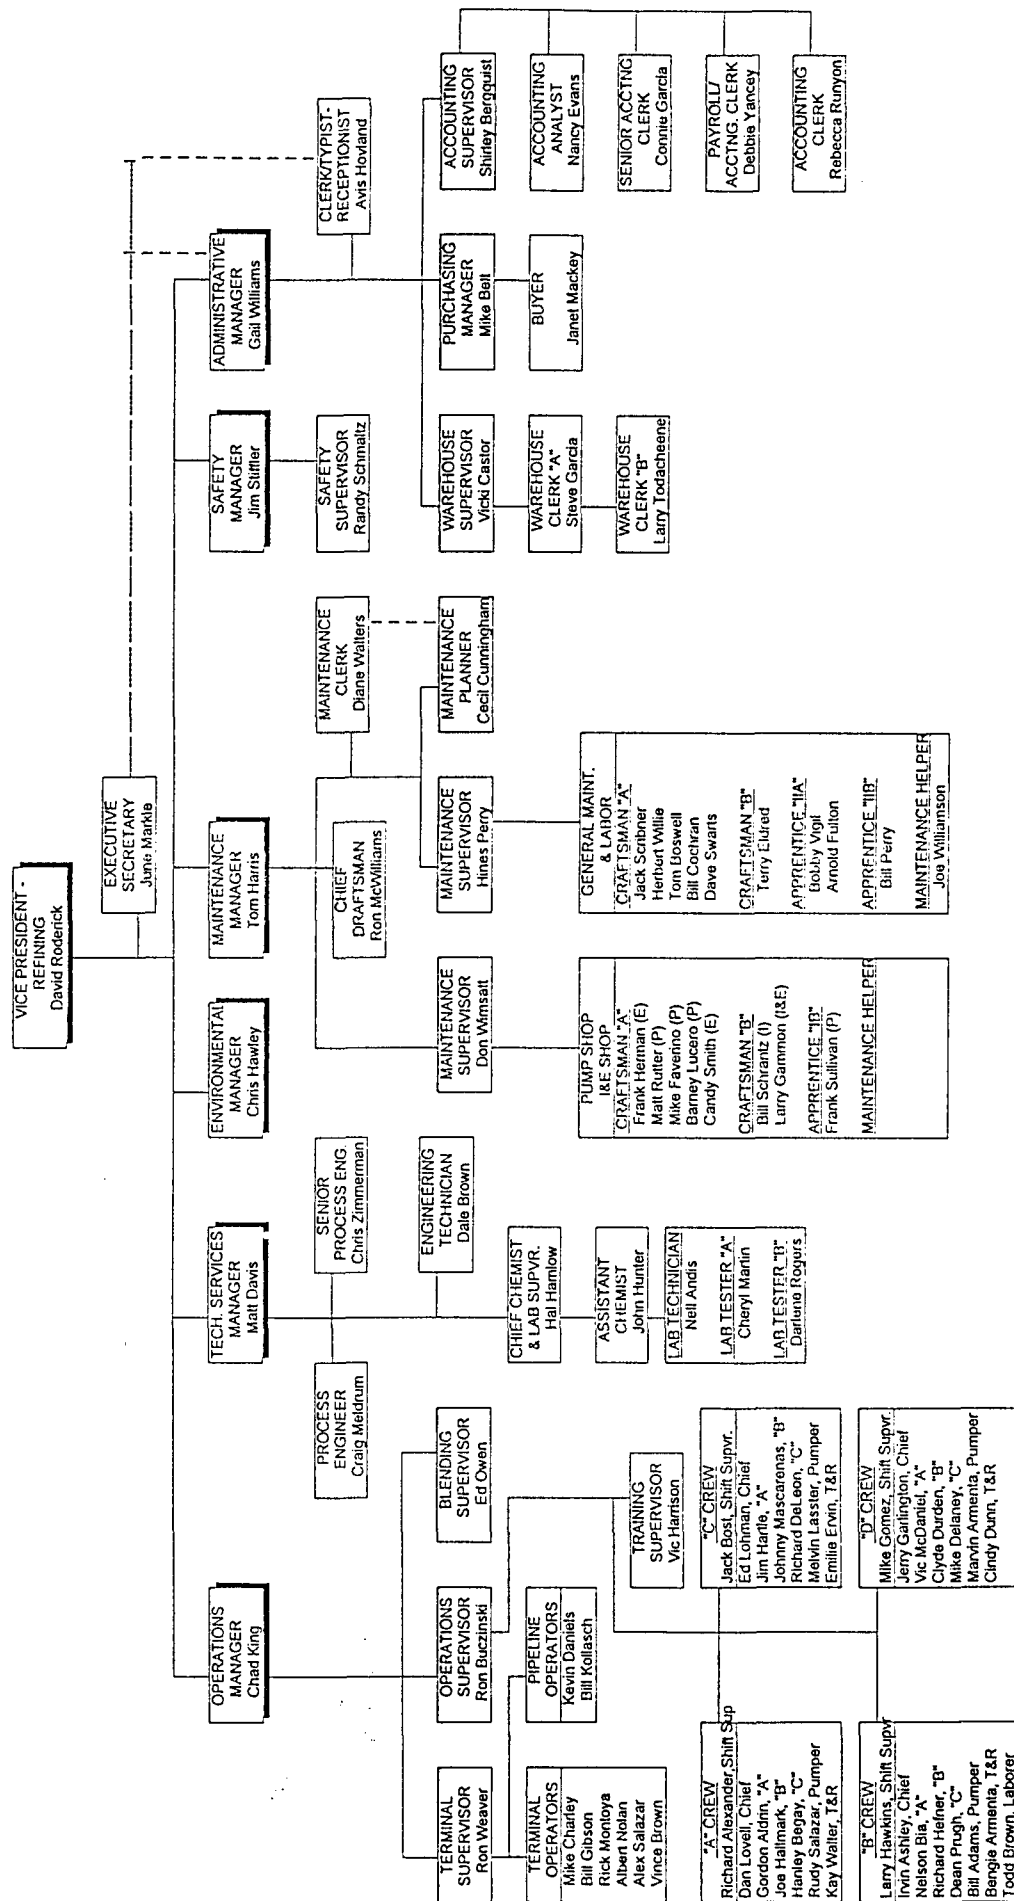 VICE PRESIDENT -
REFINING
David Roderick
EXECUTIVE
SECRETARY
June Markle
OPERATIONS
MANAGER
Chad King
TECH. SERVICES
MANAGER
Matt Davis
ENVIRONMENTAL
MANAGER
Chris Hawley
MAINTENANCE
MANAGER
Tom Harris
SAFETY
MANAGER
Jim Stiffler
ADMINISTRATIVE
MANAGER
Gail Williams
PROCESS
ENGINEER
Craig Meldrum
SENIOR
PROCESS ENG.
Chris Zimmerman
CHIEF
DRAFTSMAN
Ron McWilliams
MAINTENANCE
CLERK
Diane Walters
SAFETY
SUPERVISOR
Randy Schmaltz
CLERK/TYPIST-
RECEPTIONIST
Avis Hovland
TERMINAL
SUPERVISOR
Ron Weaver
OPERATIONS
SUPERVISOR
Ron Buczinski
BLENDING
SUPERVISOR
Ed Owen
ENGINEERING
TECHNICIAN
Dale Brown
MAINTENANCE
SUPERVISOR
Don Wimsatt
MAINTENANCE
SUPERVISOR
Hines Perry
MAINTENANCE
PLANNER
Cecil Cunningham
WAREHOUSE
SUPERVISOR
Vicki Castor
PURCHASING
MANAGER
Mike Belt
ACCOUNTING
SUPERVISOR
Shirley Bergquist
TERMINAL
OPERATORS
Mike Charley
Bill Gibson
Rick Montoya
Albert Nolan
Alex Salazar
Vince Brown
PIPELINE
OPERATORS
Kevin Daniels
Bill Kollasch
CHIEF CHEMIST
& LAB SUPVR.
Hal Hamlow
WAREHOUSE
CLERK "A"
Steve Garcia
BUYER
Janet Mackey
ACCOUNTING
ANALYST
Nancy Evans
ASSISTANT
CHEMIST
John Hunter
WAREHOUSE
CLERK "B"
Larry Todacheene
SENIOR ACCTNG
CLERK
Connie Garcia
TRAINING
SUPERVISOR
Vic Harrison
LAB TECHNICIAN
Nell Andis
LAB TESTER "A"
Cheryl Martin
LAB TESTER "B"
Darlene Rogers
PUMP SHOP
I&E SHOP
CRAFTSMAN "A"
Frank Herman (E)
Matt Rutter (P)
Mike Faverino (P)
Barney Lucero (P)
Candy Smith (E)
CRAFTSMAN "B"
Bill Schrantz (I)
Larry Gammon (I&E)
APPRENTICE "IB"
Frank Sullivan (P)
MAINTENANCE HELPER
GENERAL MAINT.
& LABOR
CRAFTSMAN "A"
Jack Scribner
Herbert Willie
Tom Boswell
Bill Cochran
Dave Swarts
CRAFTSMAN "B"
Terry Eldred
APPRENTICE "IIA"
Bobby Vigil
Arnold Fulton
APPRENTICE "IIB"
Bill Perry
MAINTENANCE HELPER
Joe Williamson
PAYROLL/
ACCTNG. CLERK
Debbie Yancey
ACCOUNTING
CLERK
Rebecca Runyon
"A" CREW
Richard Alexander, Shift Sup
Dan Lovell, Chief
Gordon Aldrin, "A"
Joe Hallmark, "B"
Hanley Begay, "C"
Rudy Salazar, Pumper
Kay Walter, T&R
"C" CREW
Jack Bost, Shift Supvr.
Ed Lohman, Chief
Jim Hartle, "A"
Johnny Mascarenas, "B"
Richard DeLeon, "C"
Melvin Lasster, Pumper
Emilie Ervin, T&R
"B" CREW
Larry Hawkins, Shift Supvr
Irvin Ashley, Chief
Nelson Bia, "A"
Richard Hefner, "B"
Dean Prugh, "C"
Bill Adams, Pumper
Bengie Armenta, T&R
Todd Brown, Laborer
"D" CREW
Mike Gomez, Shift Supvr.
Jerry Garlington, Chief
Vic McDaniel, "A"
Clyde Durden, "B"
Mike Delaney, "C"
Marvin Armenta, Pumper
Cindy Dunn, T&R